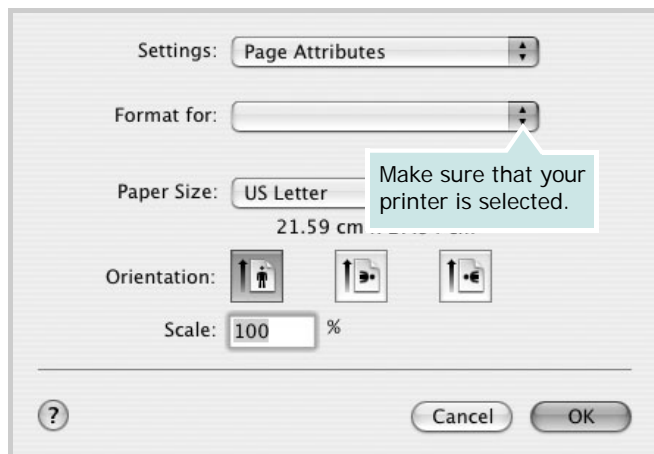 Settings: Page Attributes
Format for:
Make sure that your
printer is selected.
Paper Size: US Letter
21.59 cm
Orientation:
Scale: 100 %
? Cancel OK